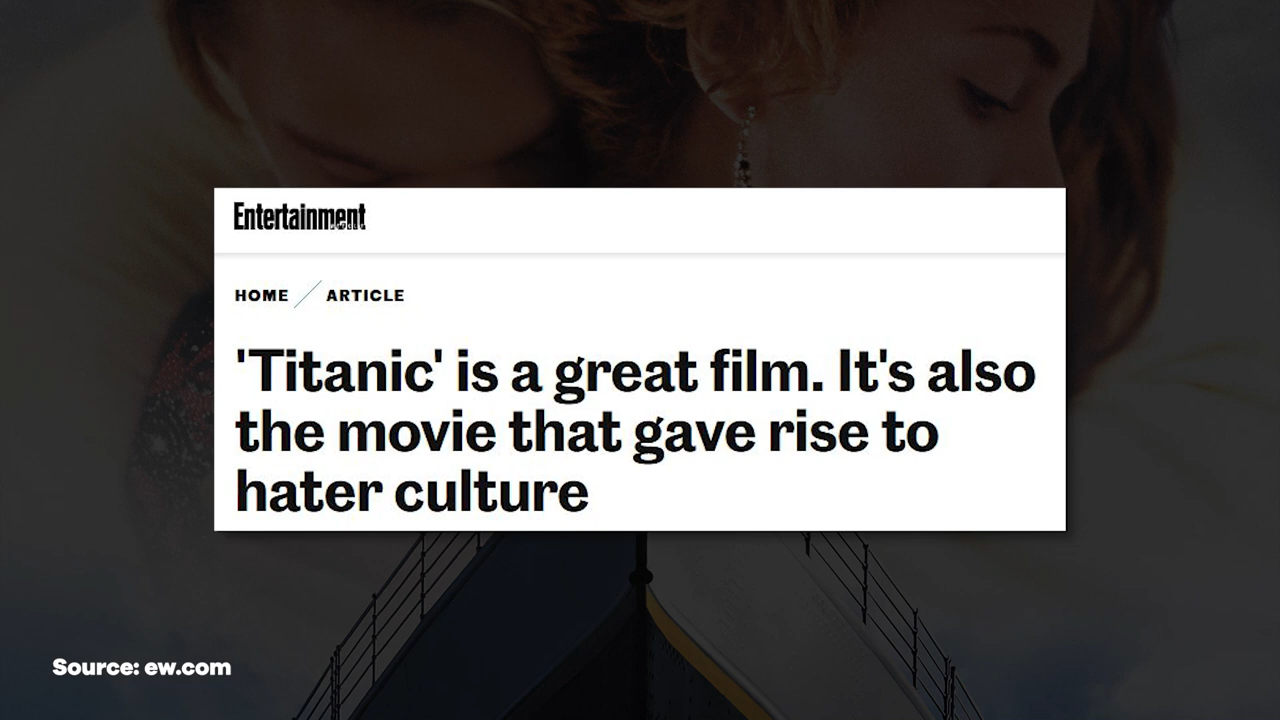 Entertainment
HOME ARTICLE
'Titanic' is a great film. It's also
the movie that gave rise to
hater culture
Source: ew.com